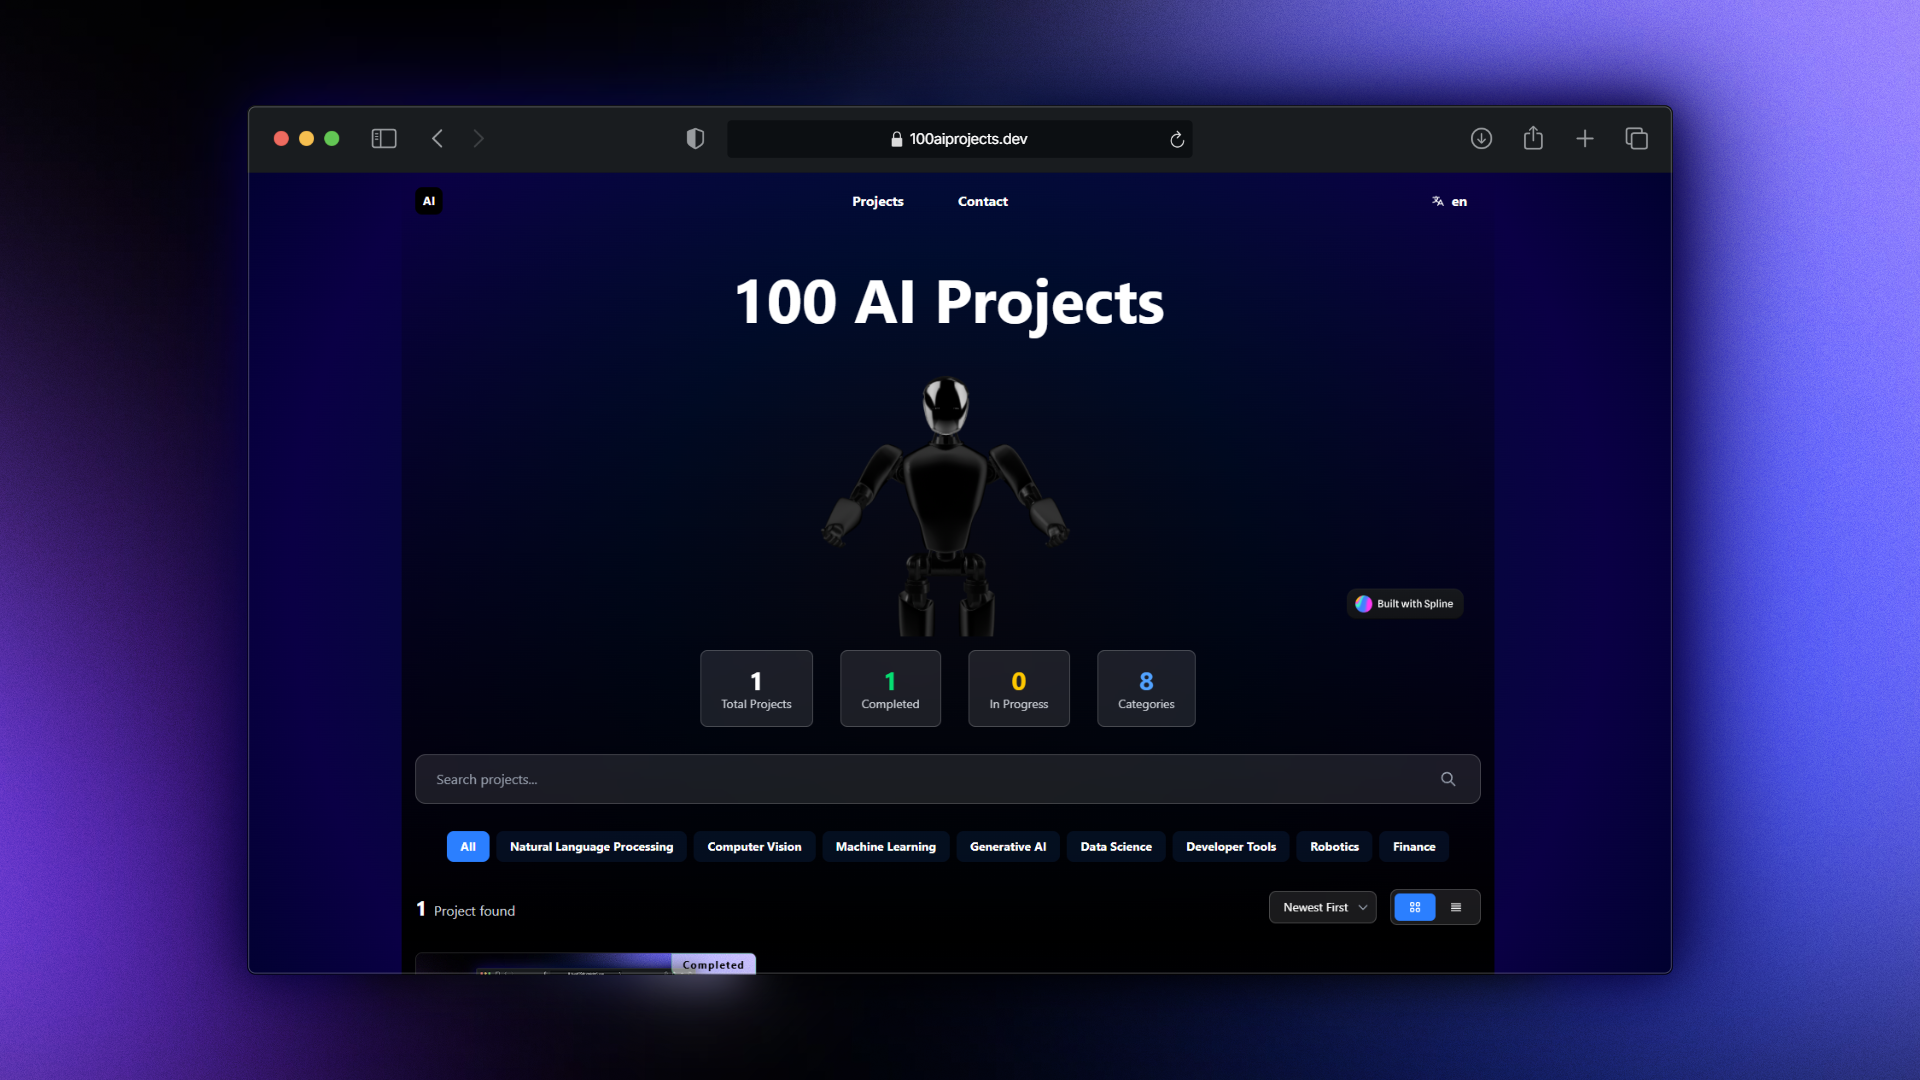 100aiprojects.dev
AI
Projects
Contact
en
100 AI Projects
Built with Spline
1
Total Projects
1
Completed
0
In Progress
8
Categories
Search projects...
All
Natural Language Processing
Computer Vision
Machine Learning
Generative AI
Data Science
Developer Tools
Robotics
Finance
1 Project found
Newest First
Completed